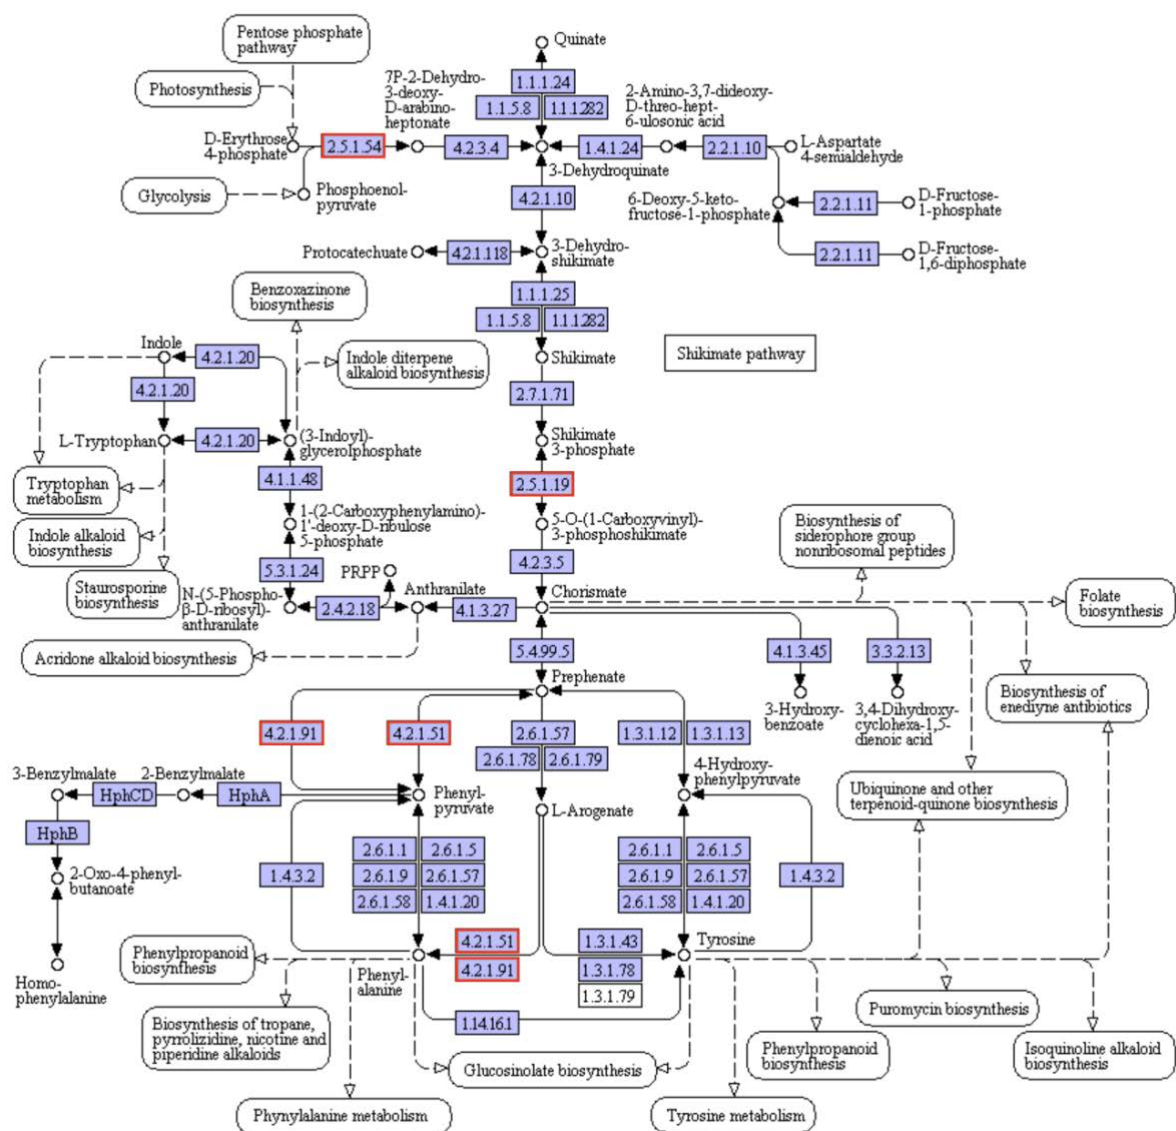 Pentose phosphate
pathway
Photosynthesis
Quinate
7P-2-Dehydro-
3-deoxy-
D-arabino-
heptonate
1.1.1.24
1.1.5.8
1.1.1282
2-Amino-3,7-dideoxy-
D-threo-hept-
6-ulosonic acid
D-Erythrose
4-phosphate
2.5.1.54
4.2.3.4
1.4.1.24
2.2.1.10
L-Aspartate
4-semialdehyde
3-Dehydroquinate
Glycolysis
Phosphoenol-
pyruvate
4.2.1.10
6-Deoxy-5-keto-
fructose-1-phosphate
2.2.1.11
D-Fructose-
1-phosphate
Protocatechuate
4.2.1.118
3-Dehydro-
shikimate
2.2.1.11
D-Fructose-
1,6-diphosphate
Benzoxazinone
biosynthesis
1.1.1.25
1.1.5.8
1.1.1282
Indole
4.2.1.20
Indole diterpene
alkaloid biosynthesis
Shikimate
Shikimate pathway
4.2.1.20
2.7.1.71
L-Tryptophan
4.2.1.20
(3-Indoyl)-
glycerolphosphate
Shikimate
3-phosphate
Tryptophan
metabolism
4.1.1.48
2.5.1.19
Indole alkaloid
biosynthesis
1-(2-Carboxyphenylamino)-
1'-deoxy-D-ribulose
5-phosphate
5-O-(1-Carboxyvinyl)-
3-phosphoshikimate
Biosynthesis of
siderophore group
nonribosomal peptides
Staurosporine
biosynthesis
5.3.1.24
PRPP
4.2.3.5
N-(5-Phospho-
β-D-ribosyl)-
anthranilate
2.4.2.18
Anthranilate
4.1.3.27
Chorismate
Folate
biosynthesis
Acridone alkaloid biosynthesis
5.4.99.5
4.1.3.45
3.3.2.13
Prephenate
3-Hydroxy-
benzoate
3,4-Dihydroxy-
cyclohexa-1,5-
dienoic acid
Biosynthesis of
enediyne antibiotics
4.2.1.91
4.2.1.51
2.6.1.57
2.6.1.78
2.6.1.79
1.3.1.12
1.3.1.13
3-Benzylmalate
2-Benzylmalate
HphCD
HphA
Phenyl-
pyruvate
L-Arogenate
4-Hydroxy-
phenylpyruvate
Ubiquinone and other
terpenoid-quinone biosynthesis
HphB
2-Oxo-4-phenyl-
butanoate
1.4.3.2
2.6.1.1
2.6.1.5
2.6.1.9
2.6.1.57
2.6.1.58
1.4.1.20
2.6.1.1
2.6.1.5
2.6.1.9
2.6.1.57
2.6.1.58
1.4.1.20
1.4.3.2
Homo-
phenylalanine
Phenylpropanoid
biosynthesis
Phenyl-
alanine
4.2.1.51
4.2.1.91
1.3.1.43
1.3.1.78
1.3.1.79
Tyrosine
Biosynthesis of tropane,
pyrrolizidine, nicotine and
piperidine alkaloids
1.14.16.1
Puromycin biosynthesis
Glucosinolate biosynthesis
Phenylpropanoid
biosynthesis
Isoquinoline alkaloid
biosynthesis
Phynylalanine metabolism
Tyrosine metabolism